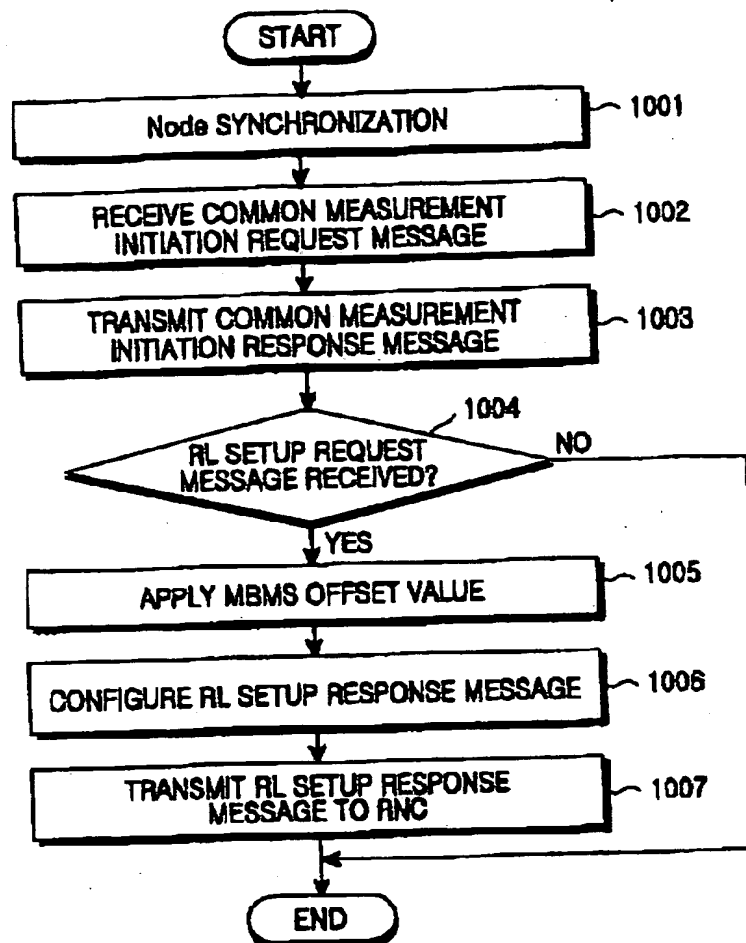 START
Node SYNCHRONIZATION
1001
RECEIVE COMMON MEASUREMENT
INITIATION REQUEST MESSAGE
1002
TRANSMIT COMMON MEASUREMENT
INITIATION RESPONSE MESSAGE
1003
1004
RL SETUP REQUEST
MESSAGE RECEIVED?
NO
YES
APPLY MBMS OFFSET VALUE
1005
CONFIGURE RL SETUP RESPONSE MESSAGE
1006
TRANSMIT RL SETUP RESPONSE
MESSAGE TO RNC
1007
END